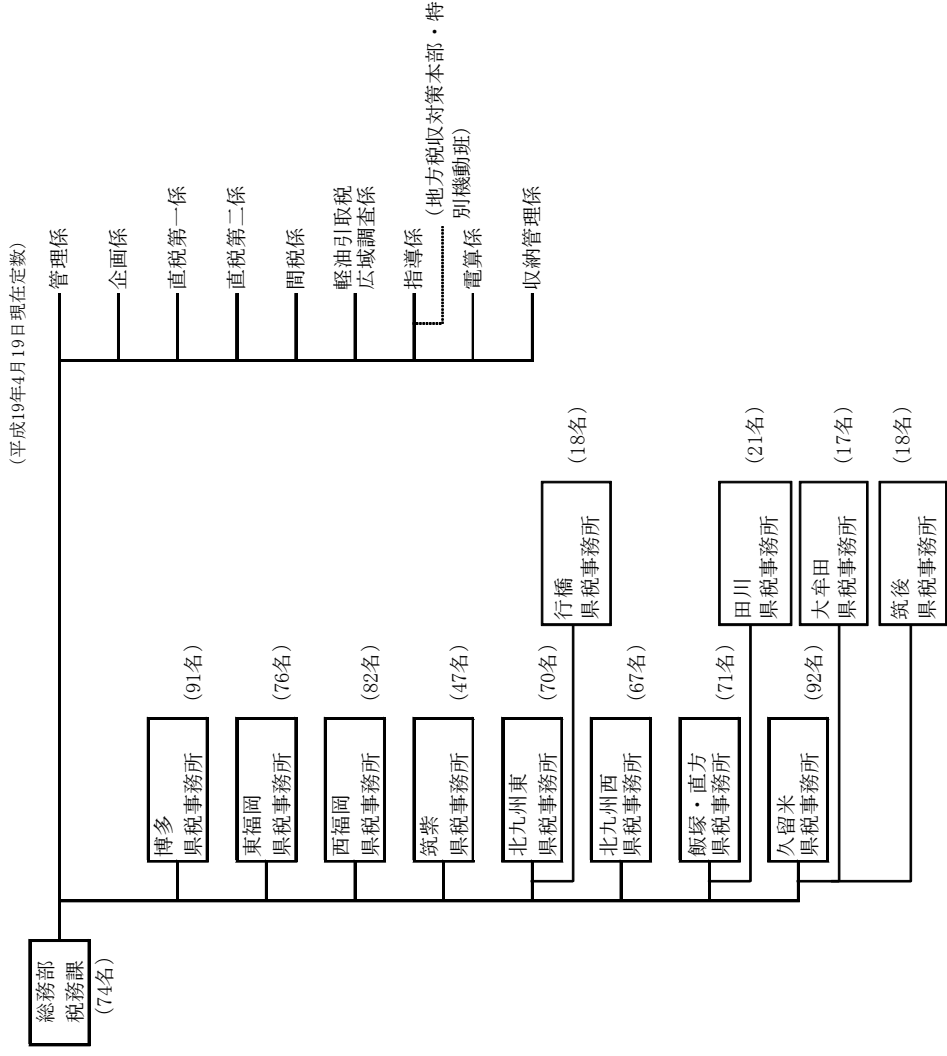 (平成19年4月19日現在定数)
総務部
税務課
(74名)
管理係
企画係
直税第一係
直税第二係
間税係
軽油引取税
広域調査係
指導係
(地方税収対策本部・特
別機動班)
電算係
収納管理係
博多
県税事務所
(91名)
東福岡
県税事務所
(76名)
西福岡
県税事務所
(82名)
筑紫
県税事務所
(47名)
北九州東
県税事務所
(70名)
行橋
県税事務所
(18名)
北九州西
県税事務所
(67名)
飯塚・直方
県税事務所
(71名)
田川
県税事務所
(21名)
久留米
県税事務所
(92名)
大牟田
県税事務所
(17名)
筑後
県税事務所
(18名)